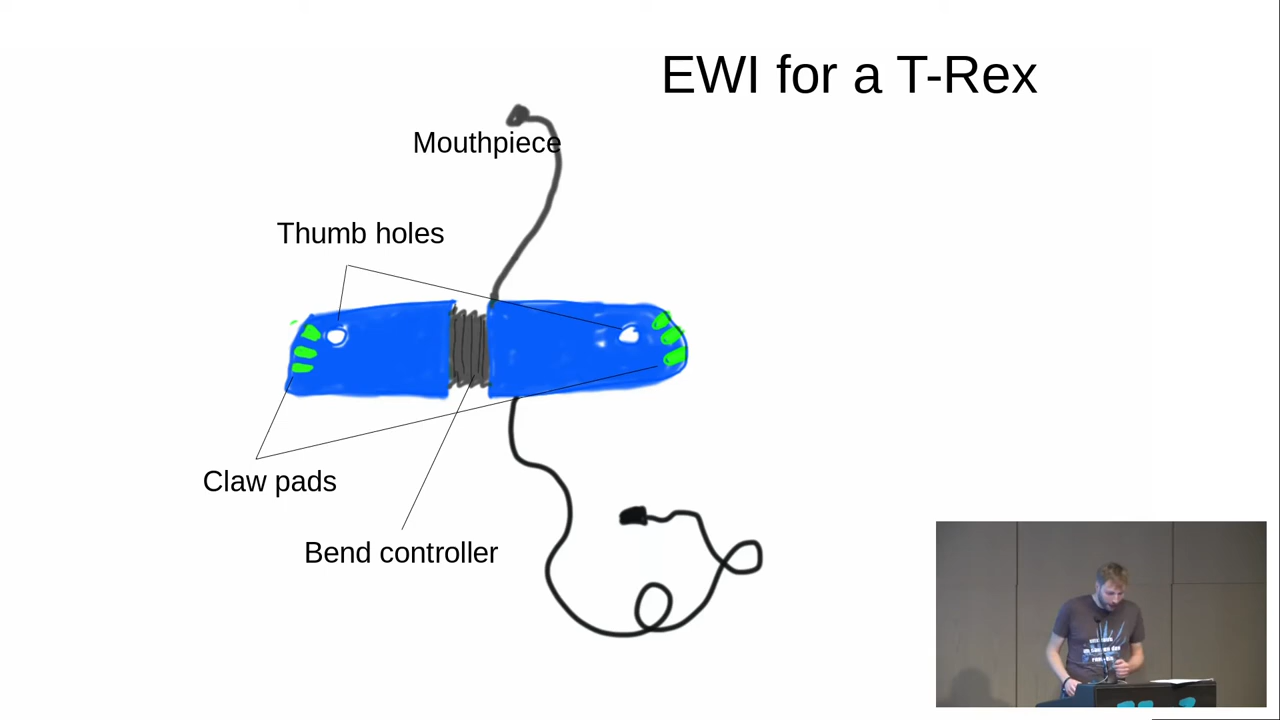 EWI for a T-Rex
Mouthpiece
Thumb holes
Claw pads
Bend controller